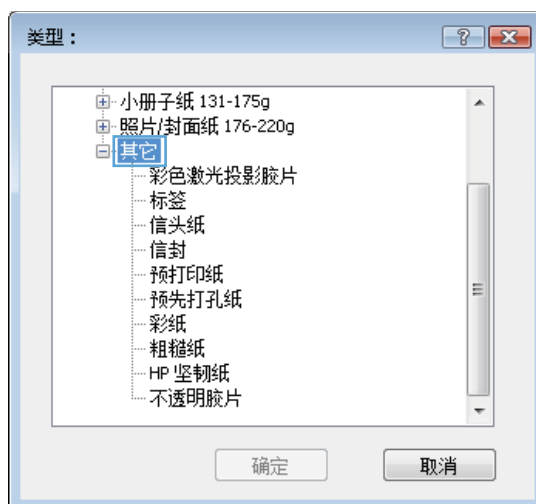 类型：
小册子纸 131-175g
照片/封面纸 176-220g
其它
彩色激光投影胶片
标签
信头纸
信封
预打印纸
预先打孔纸
彩纸
粗糙纸
HP 坚韧纸
不透明胶片
确定
取消